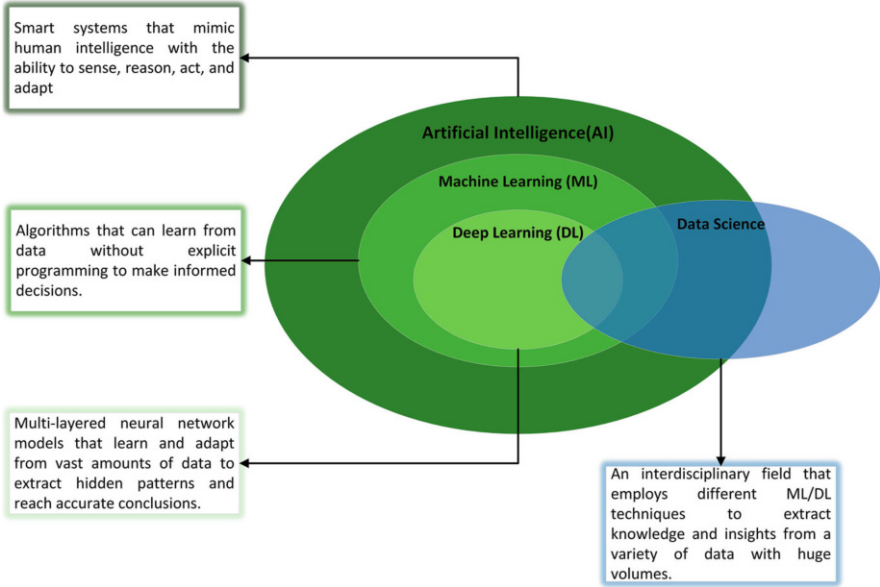 Smart systems that mimic
human intelligence with the
ability to sense, reason, act, and
adapt
Artificial Intelligence(AI)
Machine Learning (ML)
Deep Learning (DL)
Data Science
Algorithms that can learn from
data without explicit
programming to make informed
decisions.
Multi-layered neural network
models that learn and adapt
from vast amounts of data to
extract hidden patterns and
reach accurate conclusions.
An interdisciplinary field that
employs different ML/DL
techniques to extract
knowledge and insights from a
variety of data with huge
volumes.